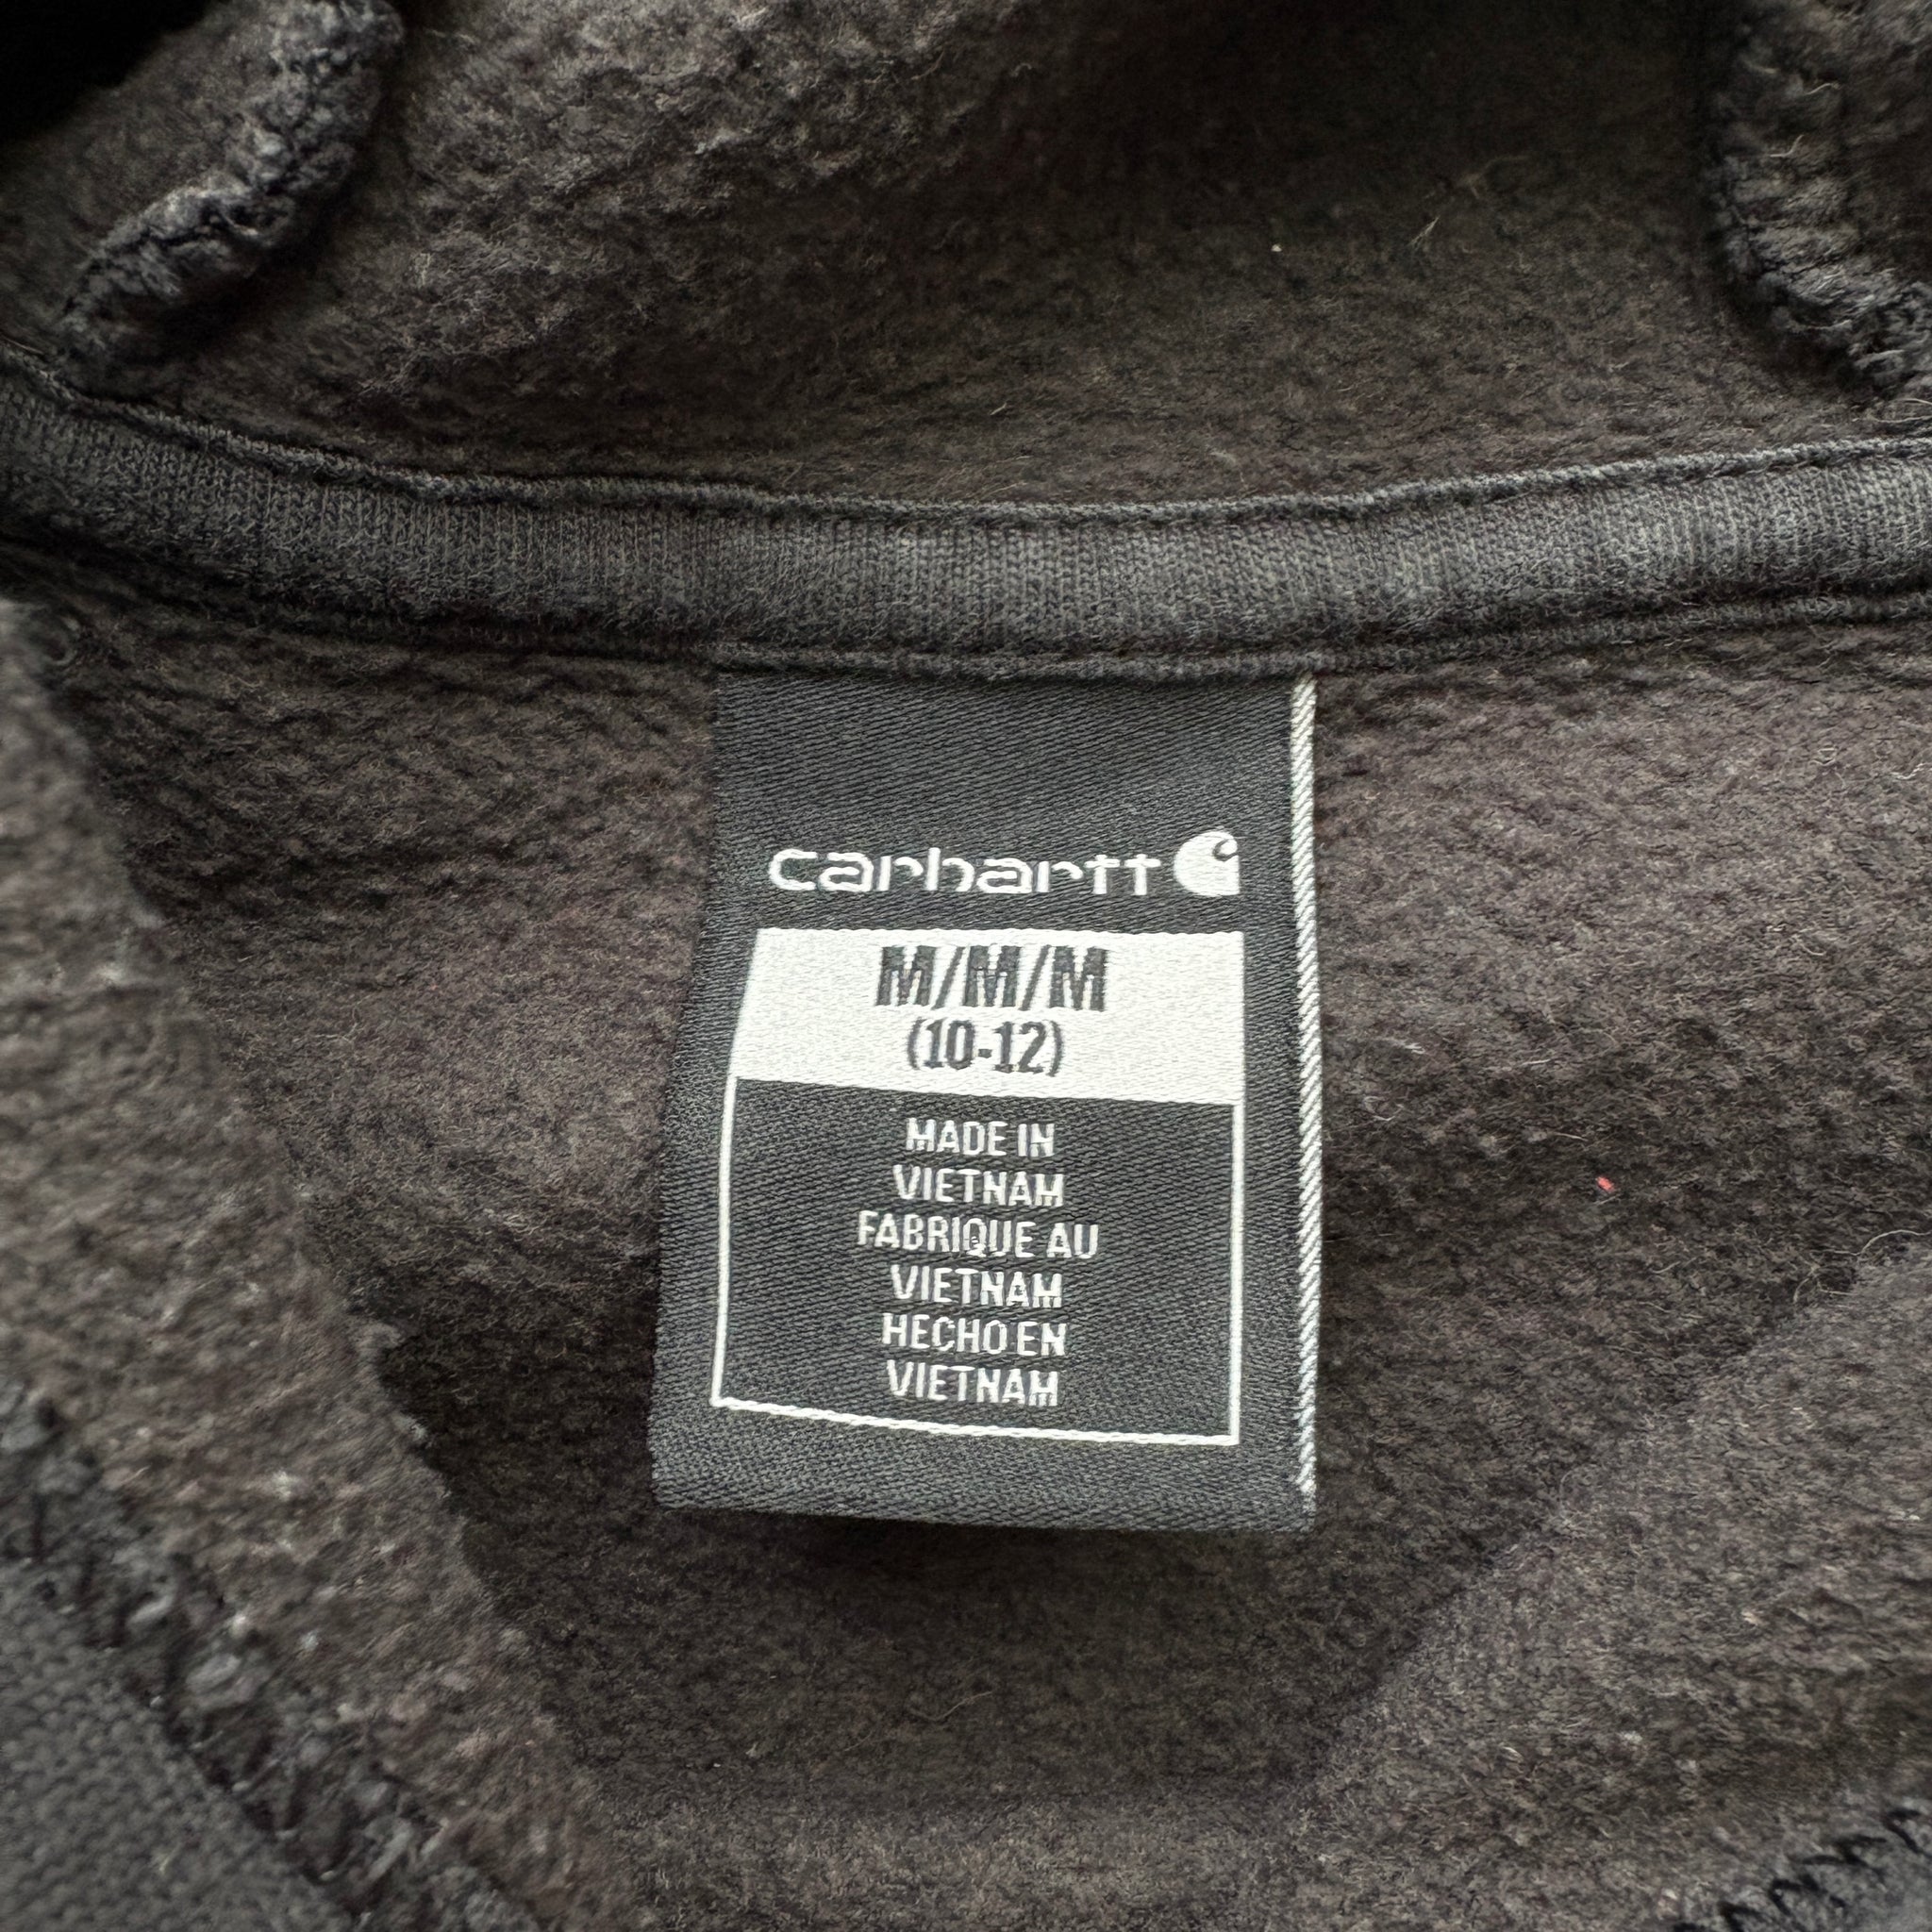 carhartt
M/M/M
(10-12)
MADE IN
VIETNAM
FABRIQUE AU
VIETNAM
HECHO EN
VIETNAM